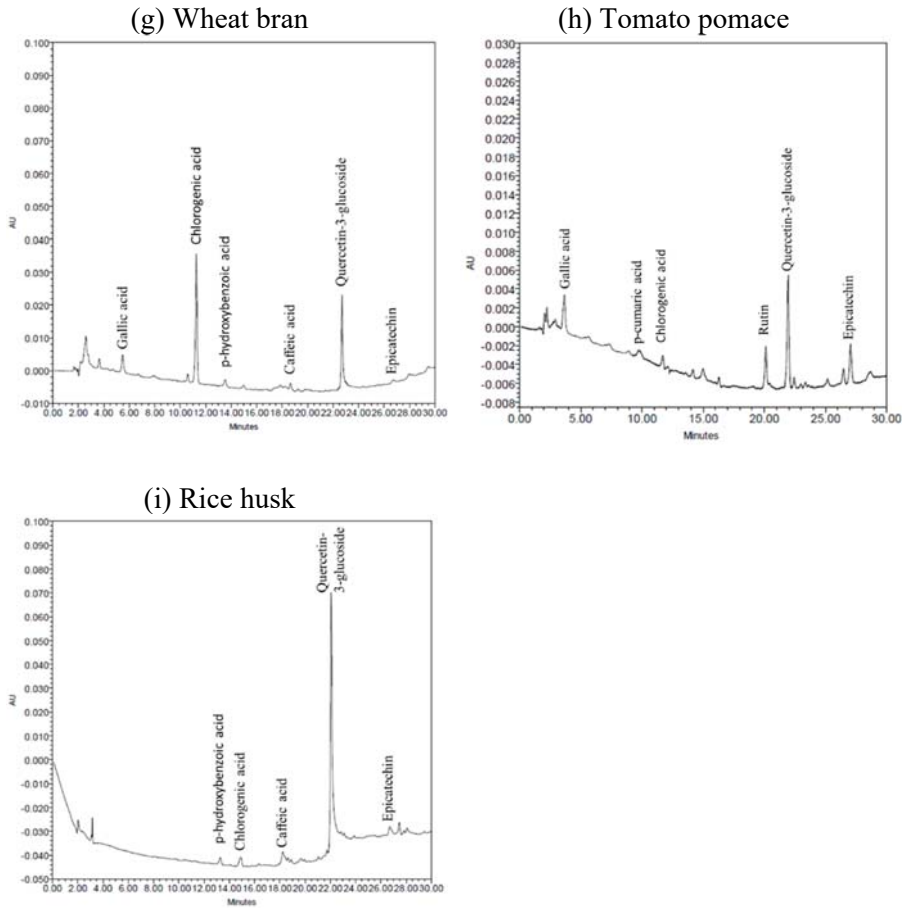 (g) Wheat bran
0.100
0.090
0.080
0.070
0.060
0.050
0.040
0.030
0.020
0.010
0.000
-0.010
AU
Gallic acid
Chlorogenic acid
p-hydroxybenzoic acid
Caffeic acid
Quercetin-3-glucoside
Epicatechin
0.00 2.00 4.00 6.00 8.00 10.00 12.00 14.00 16.00 18.00 20.00 22.00 24.00 26.00 28.00 30.00
Minutes
(h) Tomato pomace
0.030
0.028
0.026
0.024
0.022
0.020
0.018
0.016
0.014
0.012
0.010
0.008
0.006
0.004
0.002
0.000
-0.002
-0.004
-0.006
-0.008
AU
Gallic acid
p-cumaric acid
Chlorogenic acid
Rutin
Quercetin-3-glucoside
Epicatechin
0.00 5.00 10.00 15.00 20.00 25.00 30.00
Minutes
(i) Rice husk
0.100
0.090
0.080
0.070
0.060
0.050
0.040
0.030
0.020
0.010
0.000
-0.010
-0.020
-0.030
-0.040
-0.050
AU
p-hydroxybenzoic acid
Chlorogenic acid
Caffeic acid
Quercetin-
3-glucoside
Epicatechin
0.00 2.00 4.00 6.00 8.00 10.00 12.00 14.00 16.00 18.00 20.00 22.00 24.00 26.00 28.00 30.00
Minutes